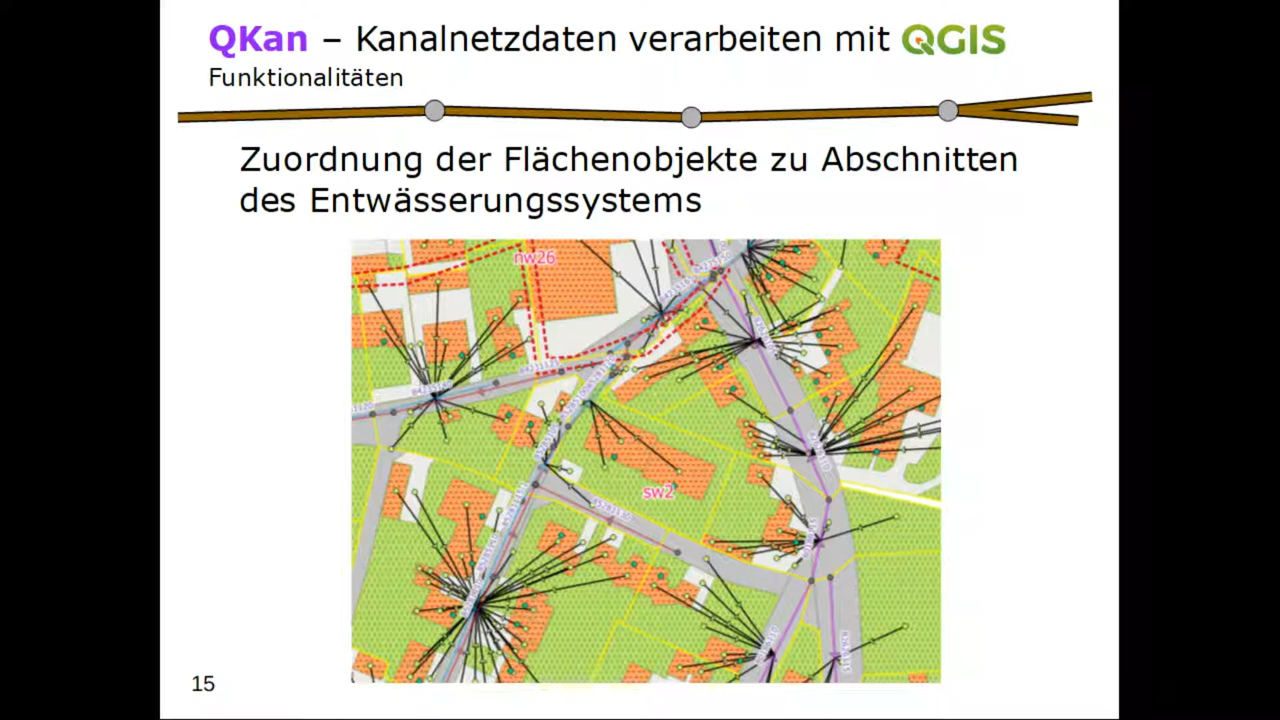 QKan – Kanalnetzdaten verarbeiten mit QGIS
Funktionalitäten
Zuordnung der Flächenobjekte zu Abschnitten
des Entwässerungssystems
nw26
sw2
15